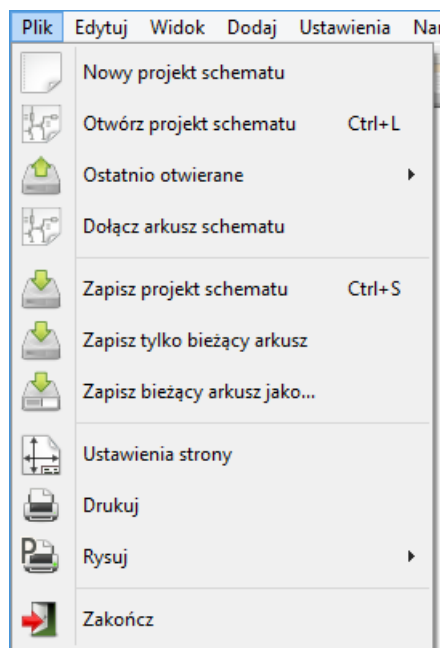 Plik Edytuj Widok Dodaj Ustawienia
Nowy projekt schematu
Otwórz projekt schematu Ctrl+L
Ostatnio otwierane
Dołącz arkusz schematu
Zapisz projekt schematu Ctrl+S
Zapisz tylko bieżący arkusz
Zapisz bieżący arkusz jako...
Ustawienia strony
Drukuj
Rysuj
Zakończ